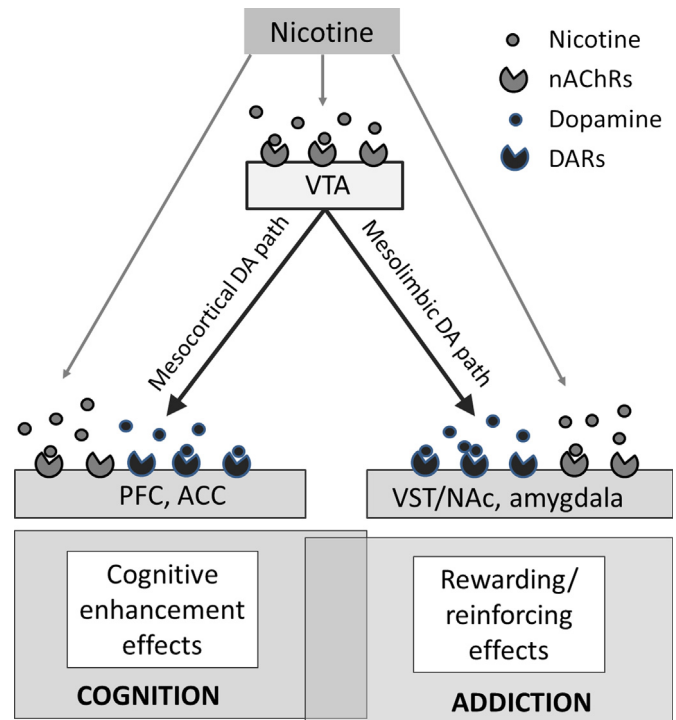 Nicotine
Nicotine
nAChRs
Dopamine
DARs
VTA
Mesocortical DA path
Mesolimbic DA path
PFC, ACC
VST/NAc, amygdala
Cognitive
enhancement
effects
COGNITION
Rewarding/
reinforcing
effects
ADDICTION